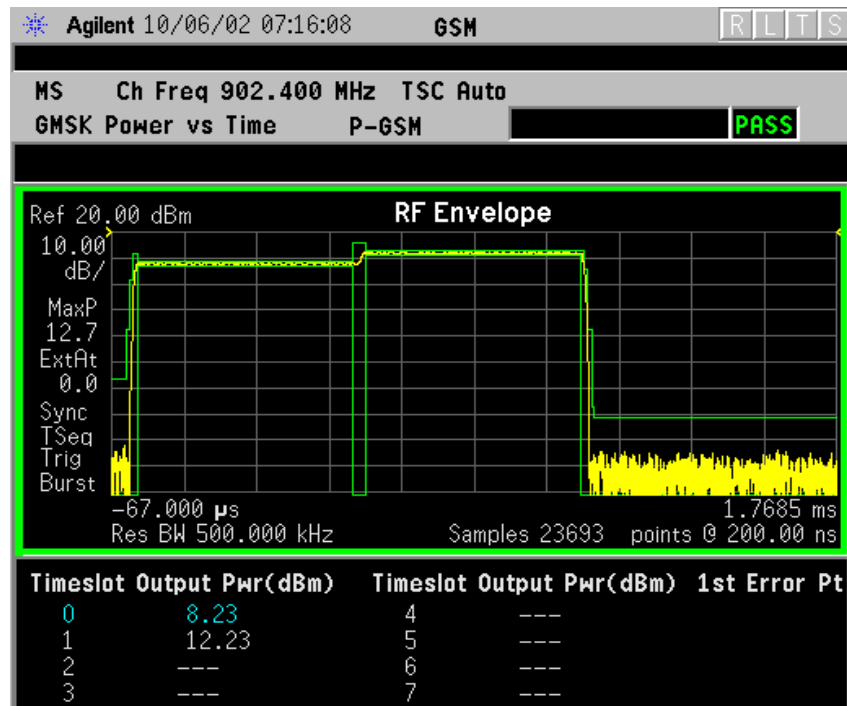 Agilent 10/06/02 07:16:08 GSM R L T S
MS Ch Freq 902.400 MHz TSC Auto
GMSK Power vs Time P-GSM PASS
Ref 20.00 dBm RF Envelope
10.00
dB/
MaxP
12.7
ExtAt
0.0
Sync
TSeq
Trig
Burst
-67.000 µs 1.7685 ms
Res BW 500.000 kHz Samples 23693 points @ 200.00 ns
Timeslot Output Pwr(dBm) Timeslot Output Pwr(dBm) 1st Error Pt
0 8.23 4 ---
1 12.23 5 ---
2 --- 6 ---
3 --- 7 ---